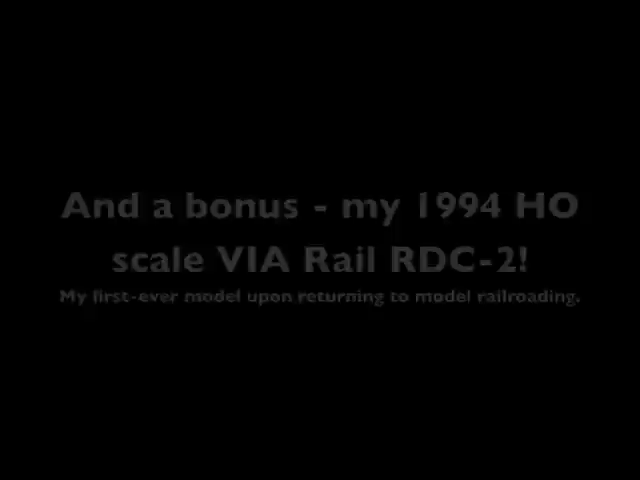 And a bonus - my 1994 HO
scale VIA Rail RDC-2!
My first-ever model upon returning to model railroading.